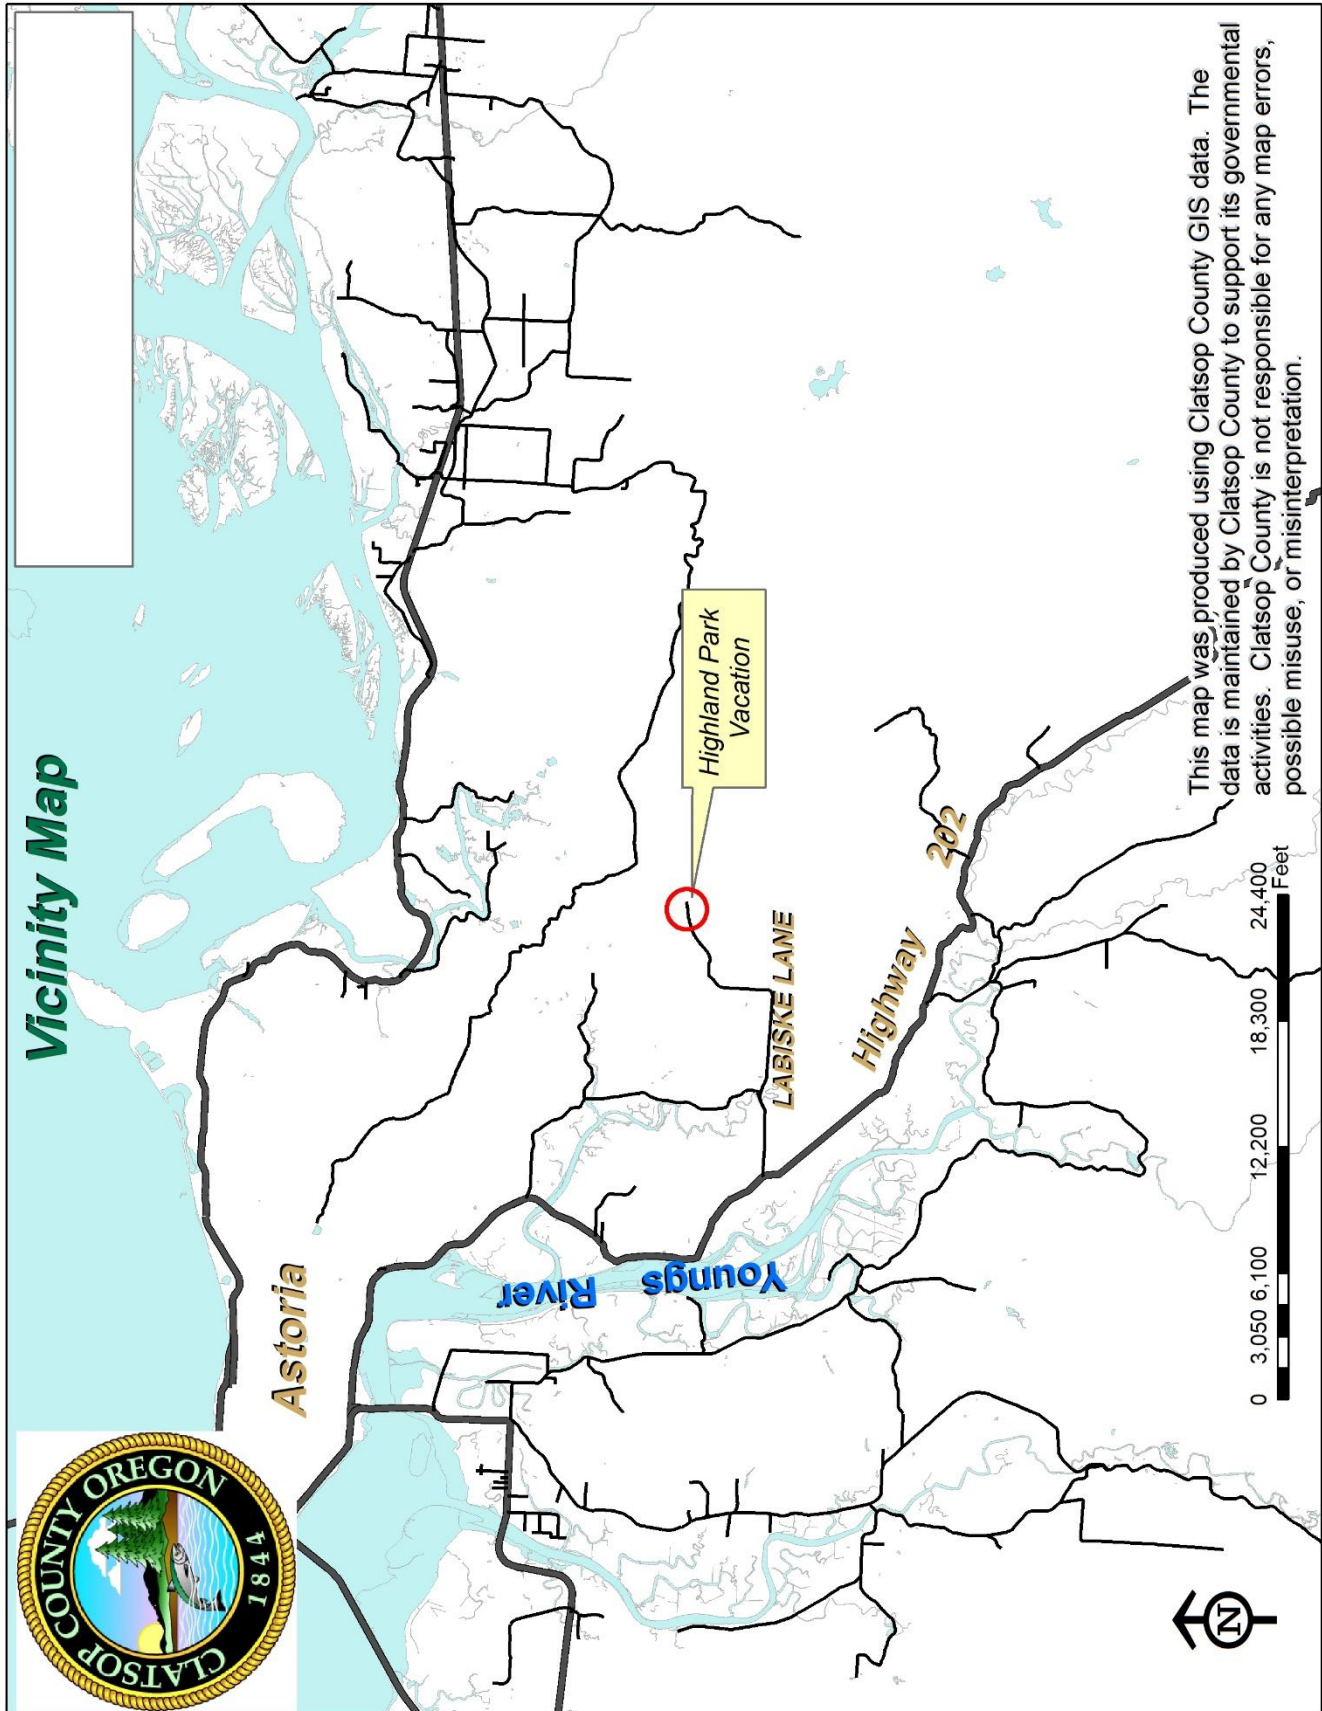 Vicinity Map
CLATSOP COUNTY OREGON
1844
Astoria
Youngs
River
Highland Park
Vacation
LABISKE LANE
Highway 202
N
0 3,050 6,100 12,200 18,300 24,400
Feet
This map was produced using Clatsop County GIS data. The
data is maintained by Clatsop County to support its governmental
activities. Clatsop County is not responsible for any map errors,
possible misuse, or misinterpretation.